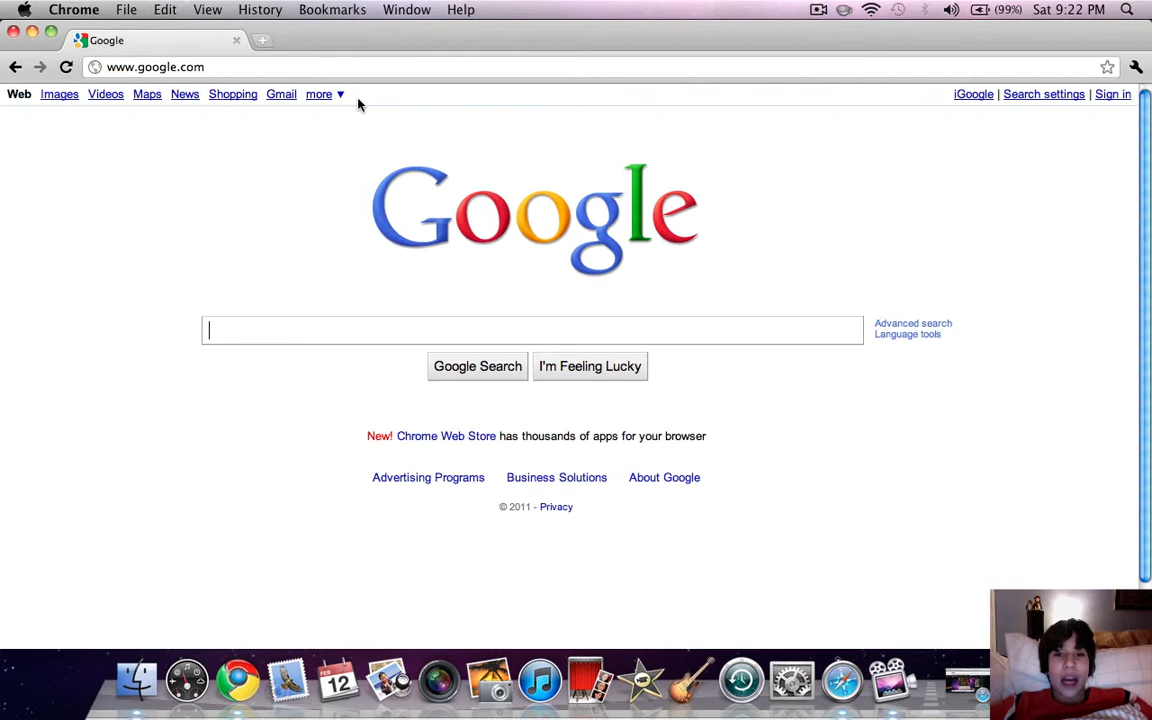 Chrome File Edit View History Bookmarks Window Help (99%) Sat 9:22 PM
Google
www.google.com
Web Images Videos Maps News Shopping Gmail more ▼ iGoogle | Search settings | Sign in
Google
Advanced search
Language tools
Google Search I'm Feeling Lucky
New! Chrome Web Store has thousands of apps for your browser
Advertising Programs Business Solutions About Google
© 2011 - Privacy
12